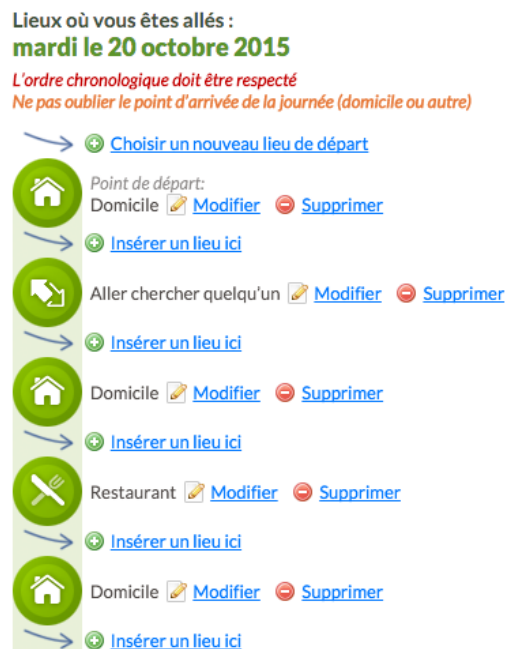 Lieux où vous êtes allés :
mardi le 20 octobre 2015
L'ordre chronologique doit être respecté
Ne pas oublier le point d'arrivée de la journée (domicile ou autre)
Choisir un nouveau lieu de départ
Point de départ:
Domicile Modifier Supprimer
Insérer un lieu ici
Aller chercher quelqu'un Modifier Supprimer
Insérer un lieu ici
Domicile Modifier Supprimer
Insérer un lieu ici
Restaurant Modifier Supprimer
Insérer un lieu ici
Domicile Modifier Supprimer
Insérer un lieu ici